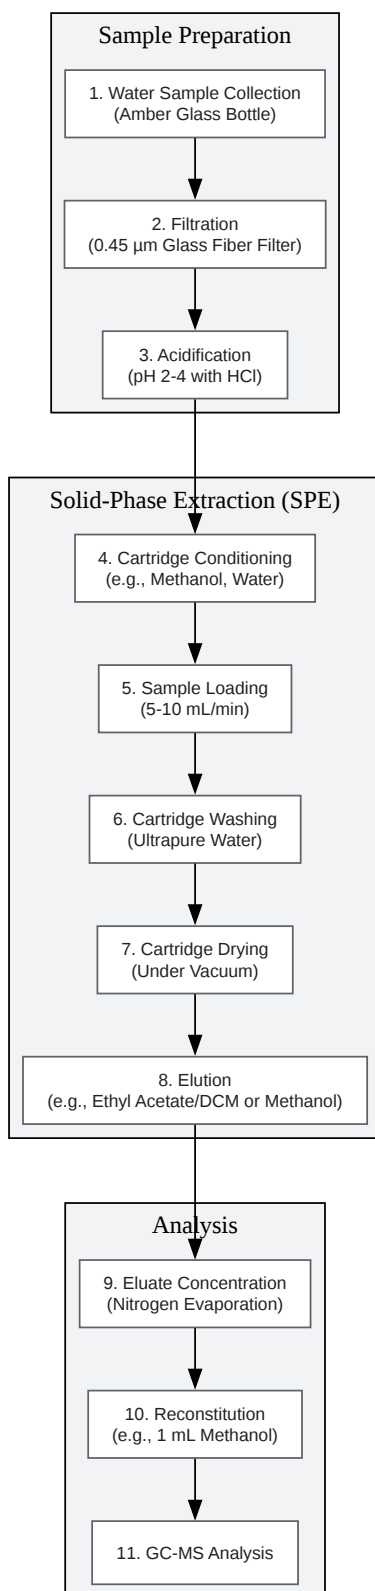 Sample Preparation
1. Water Sample Collection
(Amber Glass Bottle)
2. Filtration
(0.45 µm Glass Fiber Filter)
3. Acidification
(pH 2-4 with HCl)
Solid-Phase Extraction (SPE)
4. Cartridge Conditioning
(e.g., Methanol, Water)
5. Sample Loading
(5-10 mL/min)
6. Cartridge Washing
(Ultrapure Water)
7. Cartridge Drying
(Under Vacuum)
8. Elution
(e.g., Ethyl Acetate/DCM or Methanol)
Analysis
9. Eluate Concentration
(Nitrogen Evaporation)
10. Reconstitution
(e.g., 1 mL Methanol)
11. GC-MS Analysis